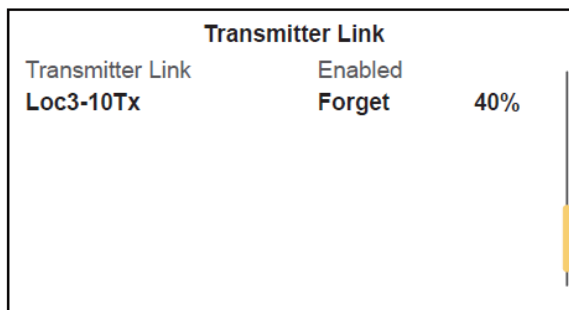 Transmitter Link
Transmitter Link Enabled
Loc3-10Tx Forget 40%